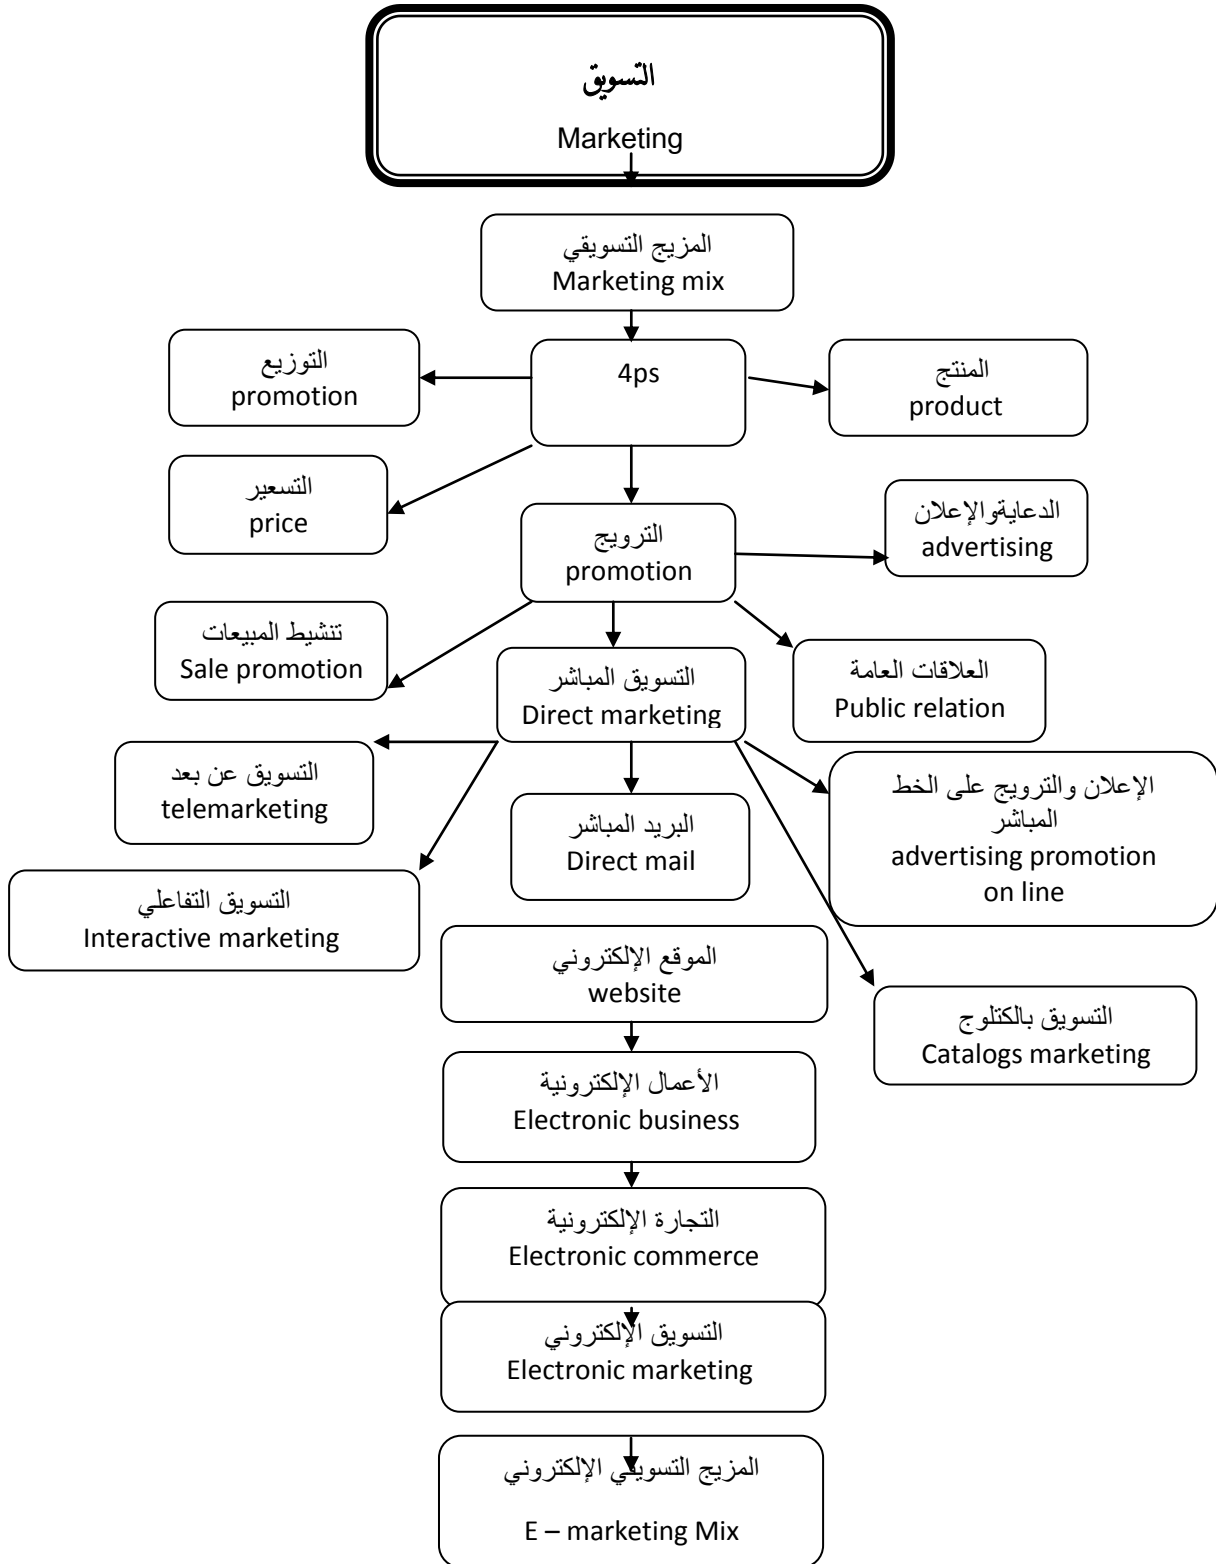 التسويق
Marketing
المزيج التسويقي
Marketing mix
4ps
المنتج
product
التوزيع
promotion
التسعير
price
الترويج
promotion
الدعايةوالإعلان
advertising
تنشيط المبيعات
Sale promotion
التسويق المباشر
Direct marketing
العلاقات العامة
Public relation
التسويق عن بعد
telemarketing
البريد المباشر
Direct mail
الإعلان والترويج على الخط
المباشر
advertising promotion
on line
التسويق التفاعلي
Interactive marketing
الموقع الإلكتروني
website
التسويق بالكتلوج
Catalogs marketing
الأعمال الإلكترونية
Electronic business
التجارة الإلكترونية
Electronic commerce
التسويق الإلكتروني
Electronic marketing
المزيج التسويقي الإلكتروني
E – marketing Mix